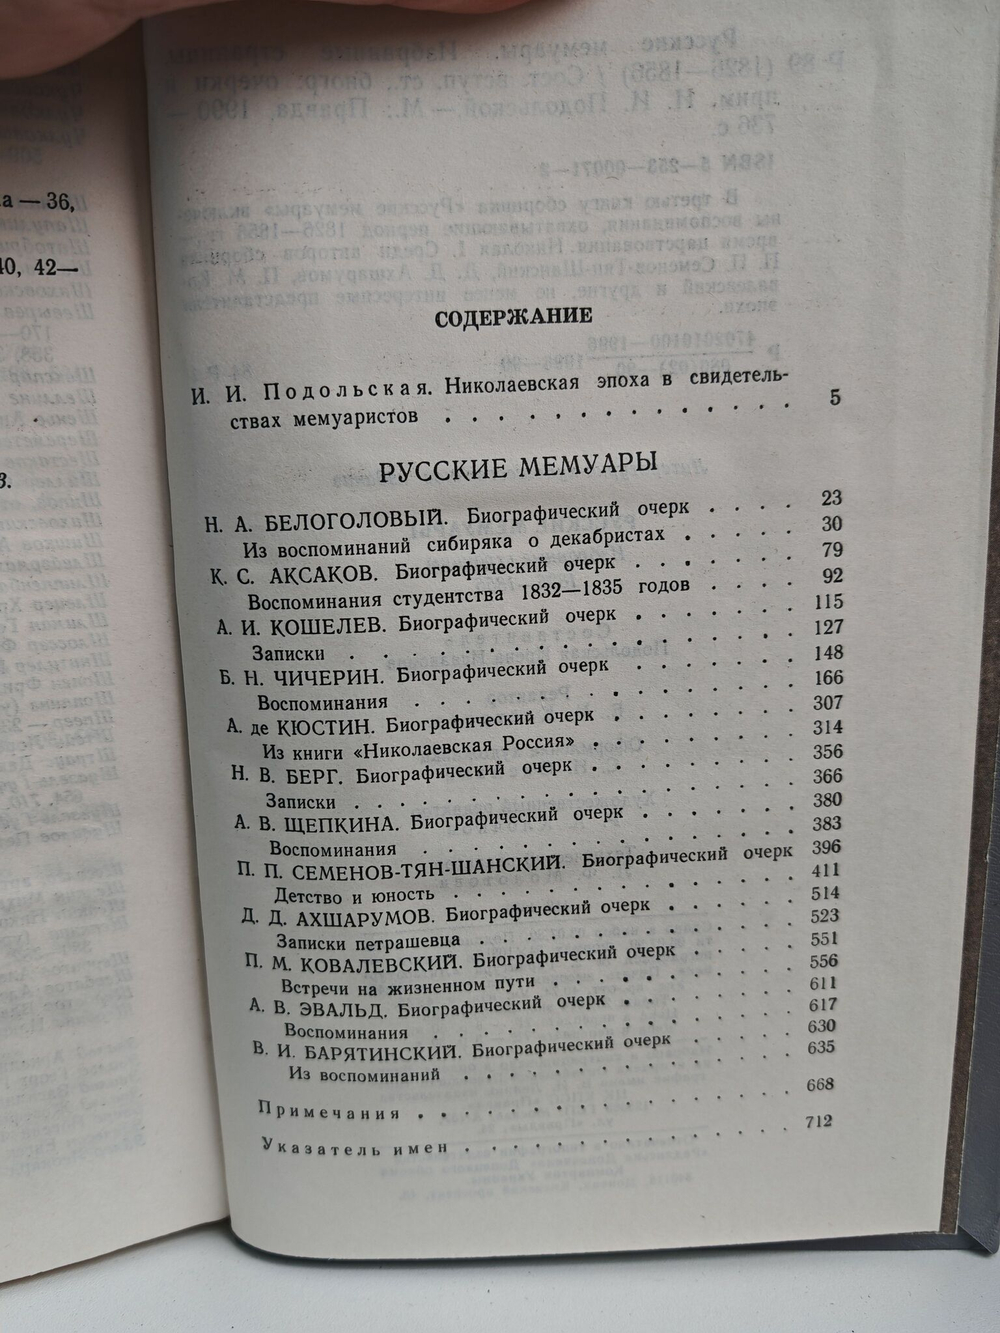 а — 36,
40, 42—
СОДЕРЖАНИЕ
И. И. Подольская. Николаевская эпоха в свидетель-
ствах мемуаристов . . . . . . . . . . . . . 5
РУССКИЕ МЕМУАРЫ
Н. А. БЕЛОГОЛОВЫЙ. Биографический очерк . . . . 23
Из воспоминаний сибиряка о декабристах . . . . . 30
К. С. АКСАКОВ. Биографический очерк . . . . . . 79
Воспоминания студентства 1832—1835 годов . . . . 92
А. И. КОШЕЛЕВ. Биографический очерк . . . . . . 115
Записки . . . . . . . . . . . . . . . . 127
Б. Н. ЧИЧЕРИН. Биографический очерк . . . . . . 148
Воспоминания . . . . . . . . . . . . . . 166
А. де КЮСТИН. Биографический очерк . . . . . . . 307
Из книги «Николаевская Россия» . . . . . . . . 314
Н. В. БЕРГ. Биографический очерк . . . . . . . . 356
Записки . . . . . . . . . . . . . . . . 366
А. В. ЩЕПКИНА. Биографический очерк . . . . . . 380
Воспоминания . . . . . . . . . . . . . . 383
П. П. СЕМЕНОВ-ТЯН-ШАНСКИЙ. Биографический очерк 396
Детство и юность . . . . . . . . . . . . . 411
Д. Д. АХШАРУМОВ. Биографический очерк . . . . . 514
Записки петрашевца . . . . . . . . . . . . 523
П. М. КОВАЛЕВСКИЙ. Биографический очерк . . . . 551
Встречи на жизненном пути . . . . . . . . . 556
А. В. ЭВАЛЬД. Биографический очерк . . . . . . . 611
Воспоминания . . . . . . . . . . . . . . 617
В. И. БАРЯТИНСКИЙ. Биографический очерк . . . . 630
Из воспоминаний . . . . . . . . . . . . . 635
Примечания . . . . . . . . . . . . . . . 668
Указатель имен . . . . . . . . . . . . . 712